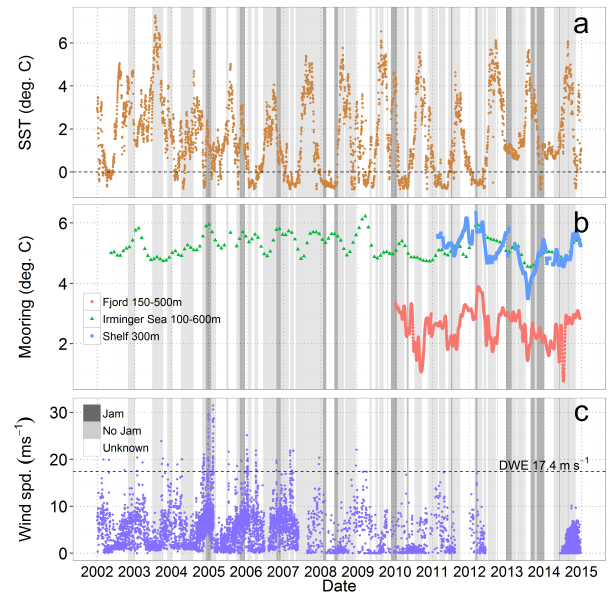 a
SST (deg. C)
6
4
2
0
b
Mooring (deg. C)
6
4
2
Fjord 150-500m
Irminger Sea 100-600m
Shelf 300m
c
Wind spd. (ms⁻¹)
30
20
10
0
Jam
No Jam
Unknown
DWE 17.4 m s⁻¹
2002 2003 2004 2005 2006 2007 2008 2009 2010 2011 2012 2013 2014 2015
Date